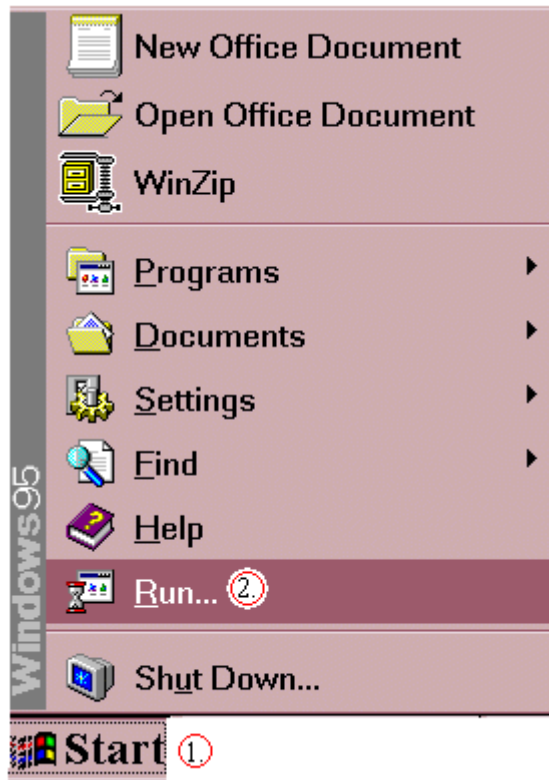 New Office Document
Open Office Document
WinZip
Programs
Documents
Settings
Find
Help
Run... 2.
Shut Down...
Windows95
Start 1.